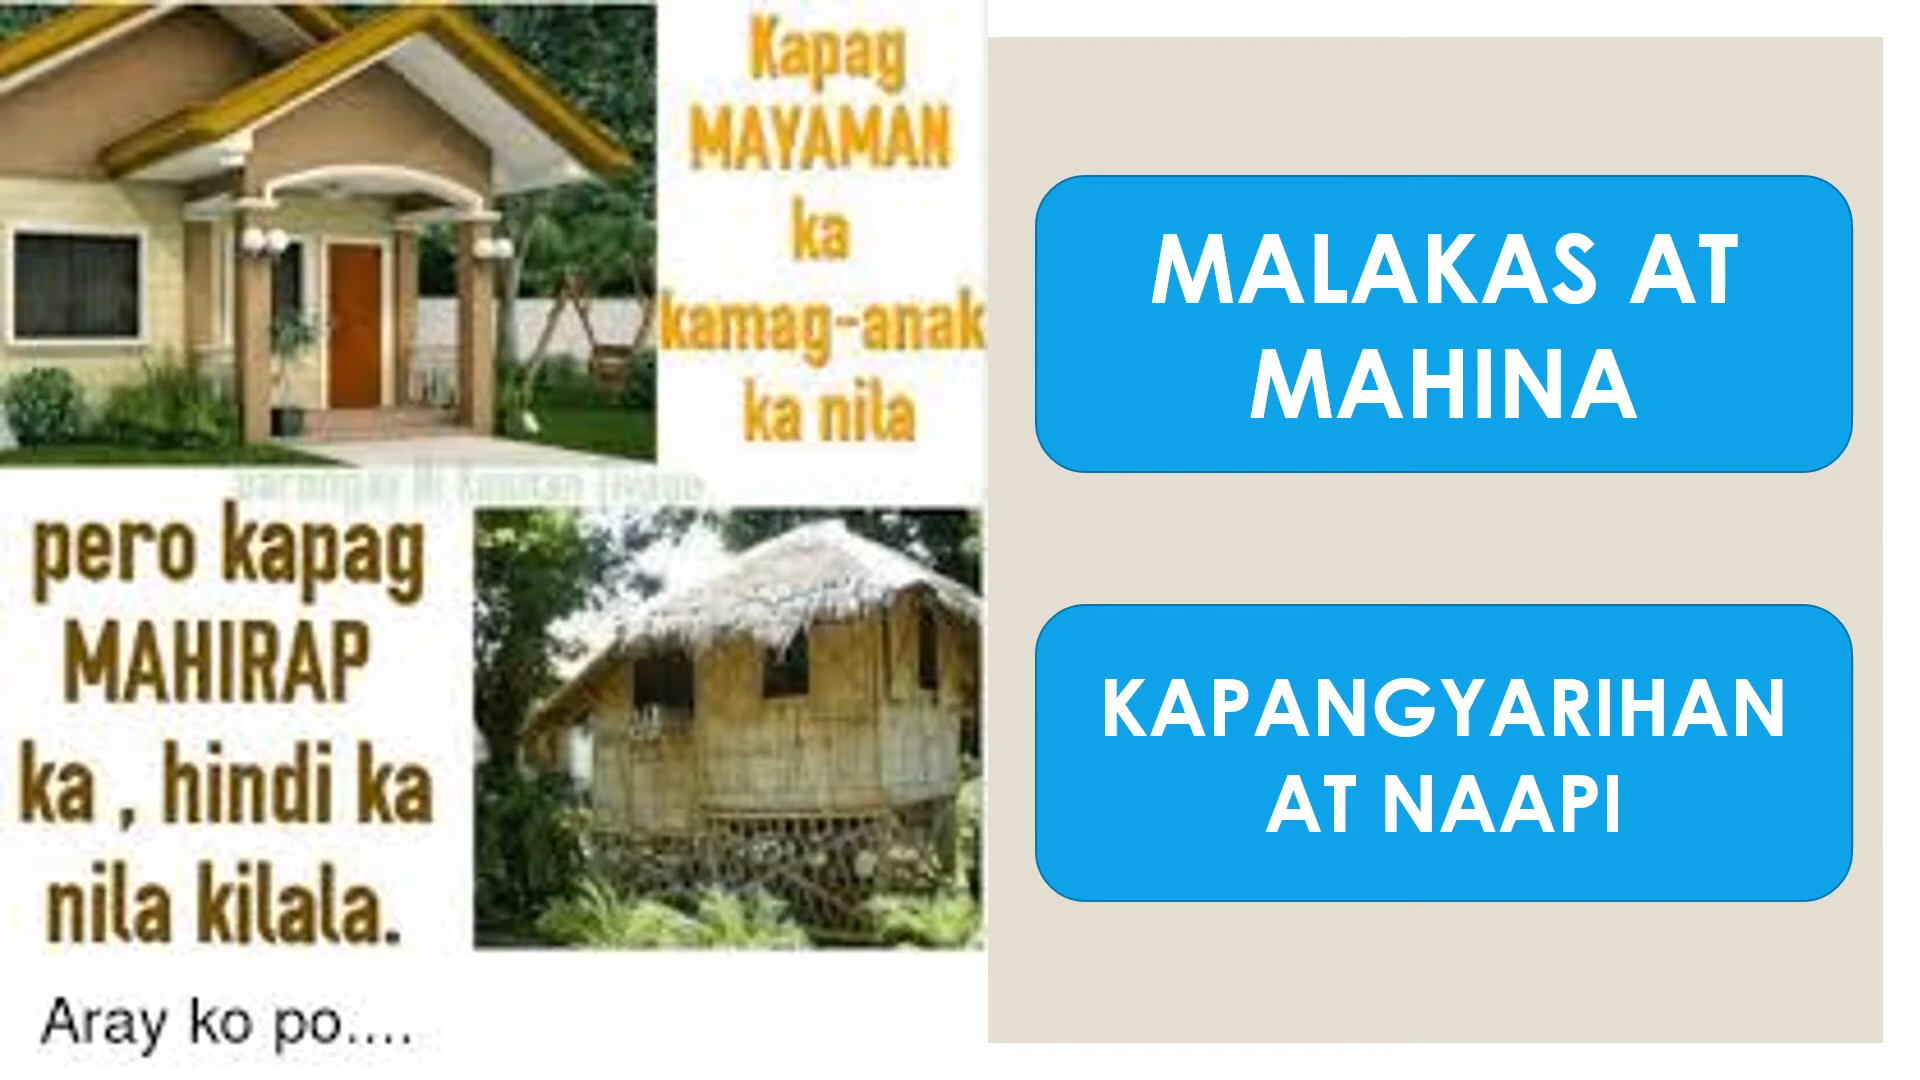 Kapag
MAYAMAN
ka
kamag-anak
ka nila
pero kapag
MAHIRAP
ka , hindi ka
nila kilala.
Aray ko po....
MALAKAS AT
MAHINA
KAPANGYARIHAN
AT NAAPI